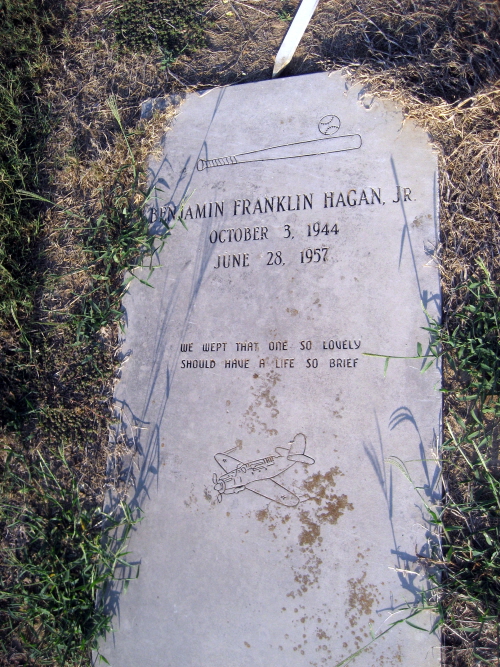 BENJAMIN FRANKLIN HAGAN, JR.
OCTOBER 3, 1944
JUNE 28, 1957
WE WEPT THAT ONE SO LOVELY
SHOULD HAVE A LIFE SO BRIEF